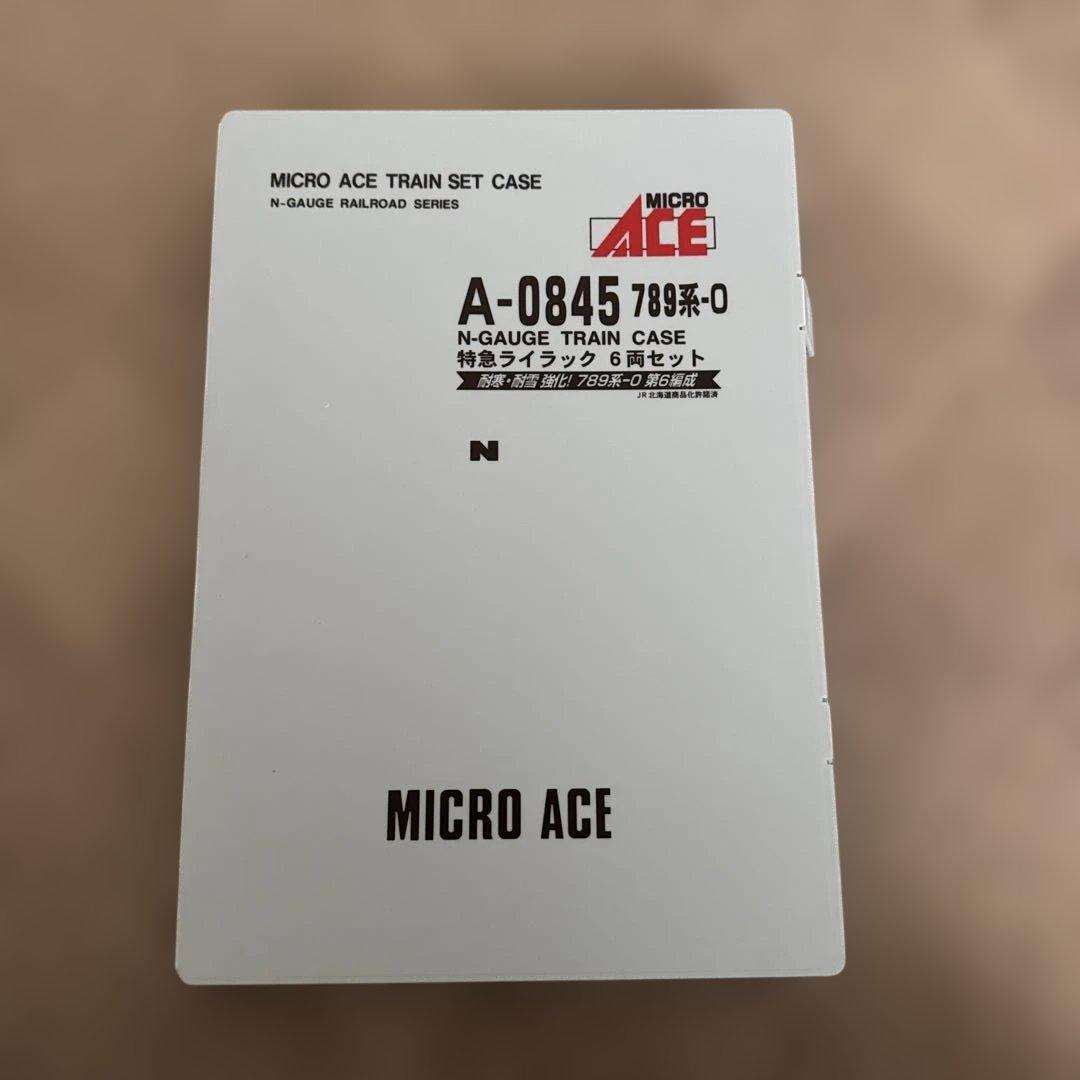 MICRO ACE TRAIN SET CASE
N-GAUGE RAILROAD SERIES
MICRO
ACE
A-0845 789系-0
N-GAUGE TRAIN CASE
特急ライラック 6両セット
耐寒・耐雪 強化! 789系-0 第6編成
JR北海道商品化許諾済
N
MICRO ACE